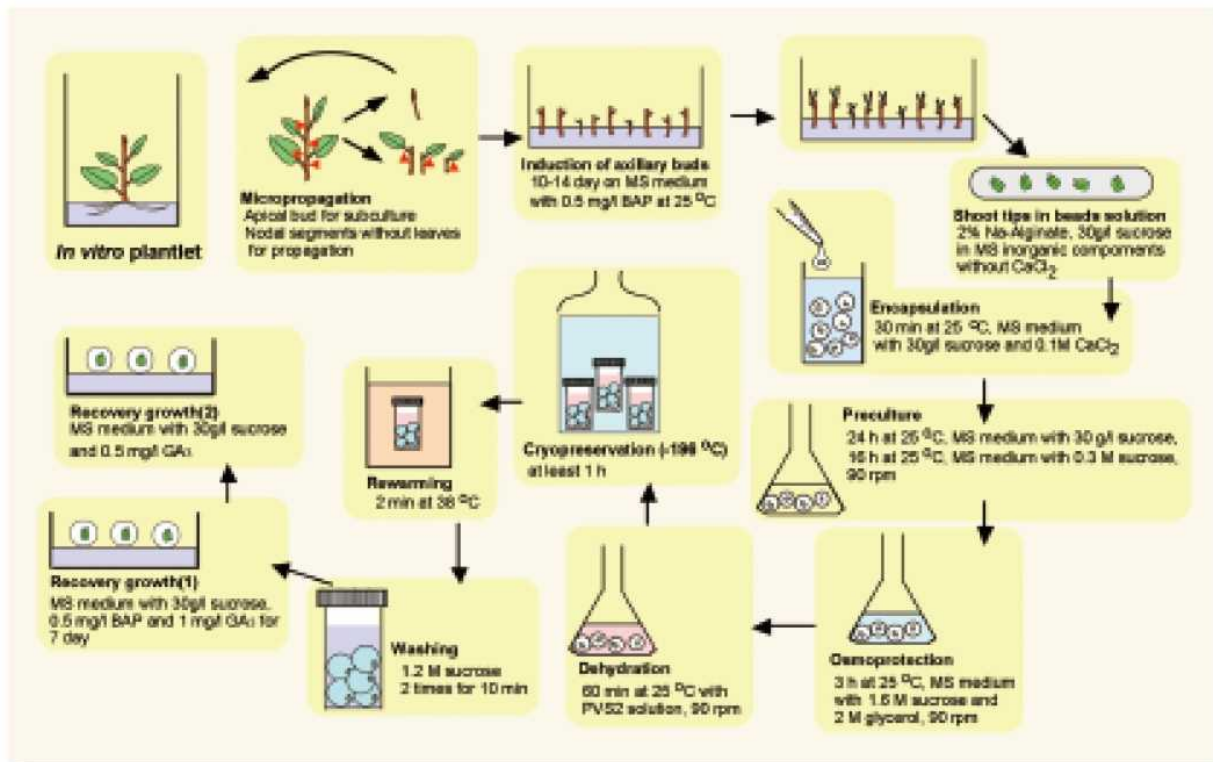 In vitro plantlet
Micropropagation
Apical bud for subculture
Nodal segments without leaves
for propagation
Induction of axillary buds
10-14 day on MS medium
with 0.5 mg/l BAP at 25 °C
Shoot tips in beads solution
2% Na-Alginate, 30g/l sucrose
in MS inorganic compoments
without CaCl₂
Encapsulation
30 min at 25 °C, MS medium
with 30g/l sucrose and 0.1M CaCl₂
Preculture
24 h at 25 °C, MS medium with 30 g/l sucrose,
16 h at 25 °C, MS medium with 0.3 M sucrose,
90 rpm
Osmoprotection
3 h at 25 °C, MS medium
with 1.6 M sucrose and
2 M glycerol, 90 rpm
Dehydration
60 min at 25 °C with
PVS2 solution, 90 rpm
Cryopreservation (-196 °C)
at least 1 h
Rewarming
2 min at 38 °C
Washing
1.2 M sucrose
2 times for 10 min
Recovery growth(1)
MS medium with 30g/l sucrose,
0.5 mg/l BAP and 1 mg/l GA₃ for
7 day
Recovery growth(2)
MS medium with 30g/l sucrose
and 0.5 mg/l GA₃